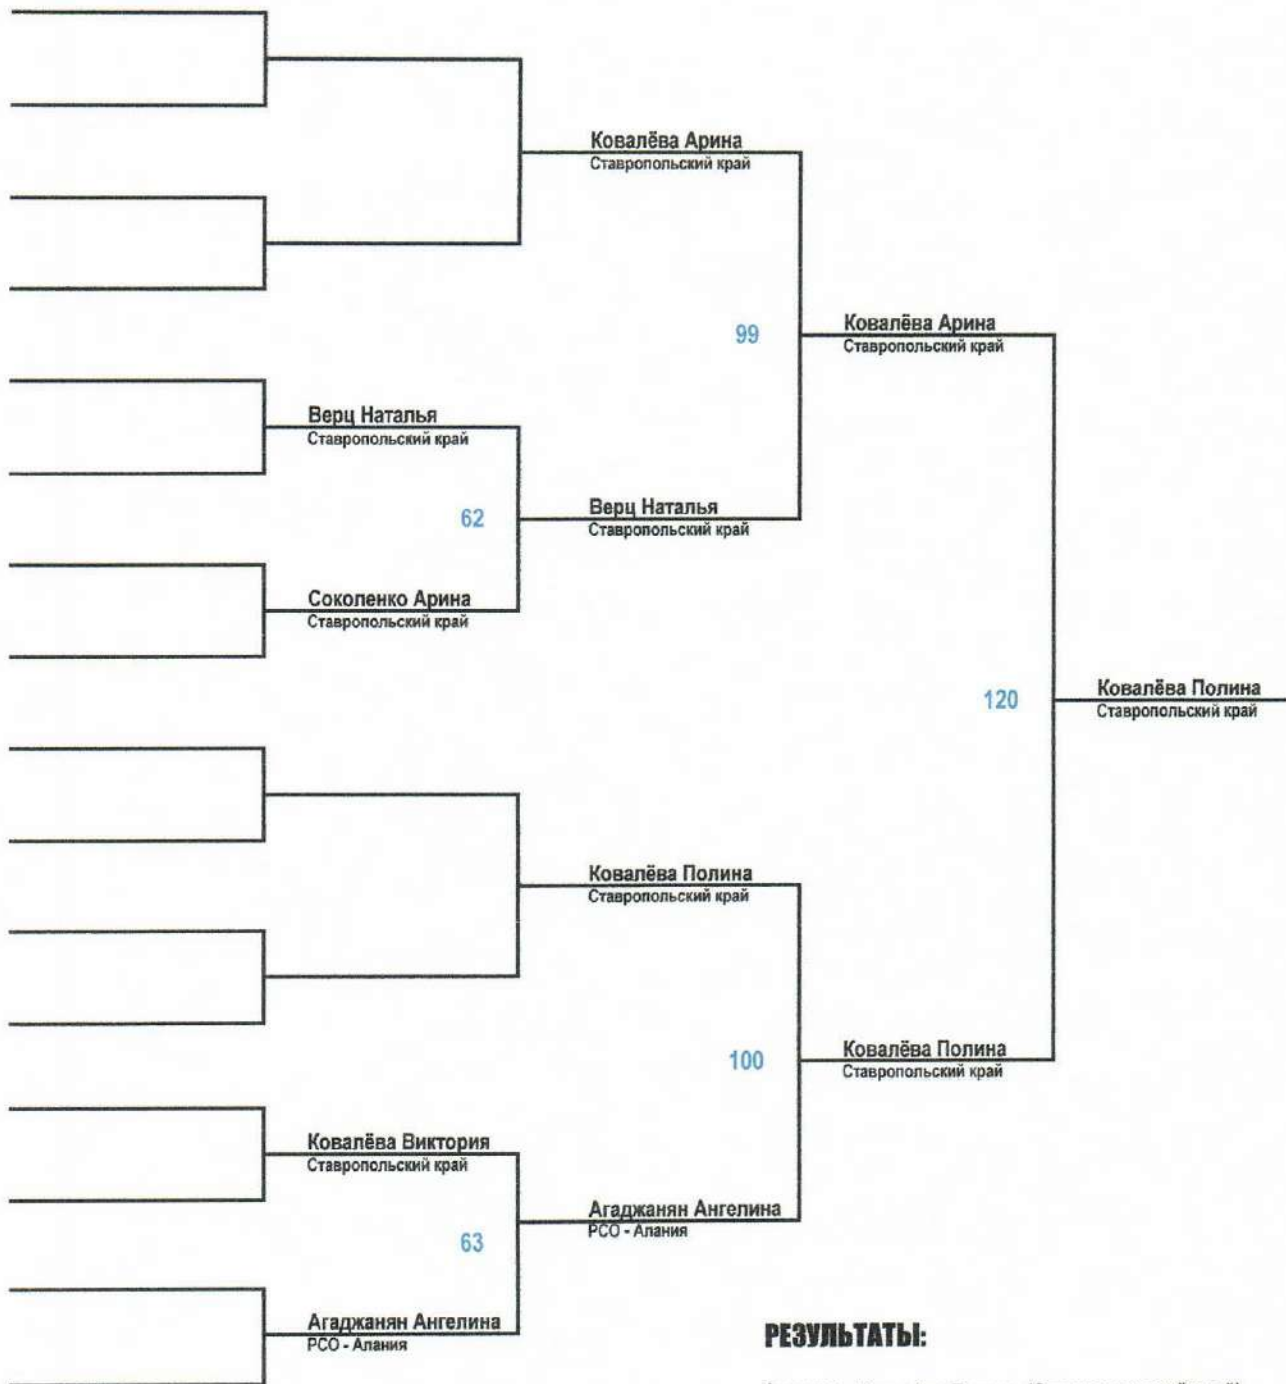 Ковалёва Арина
Ставропольский край
99
Ковалёва Арина
Ставропольский край
Верц Наталья
Ставропольский край
62
Верц Наталья
Ставропольский край
Соколенко Арина
Ставропольский край
120
Ковалёва Полина
Ставропольский край
Ковалёва Полина
Ставропольский край
100
Ковалёва Полина
Ставропольский край
Ковалёва Виктория
Ставропольский край
63
Агаджанян Ангелина
РСО - Алания
Агаджанян Ангелина
РСО - Алания
РЕЗУЛЬТАТЫ: